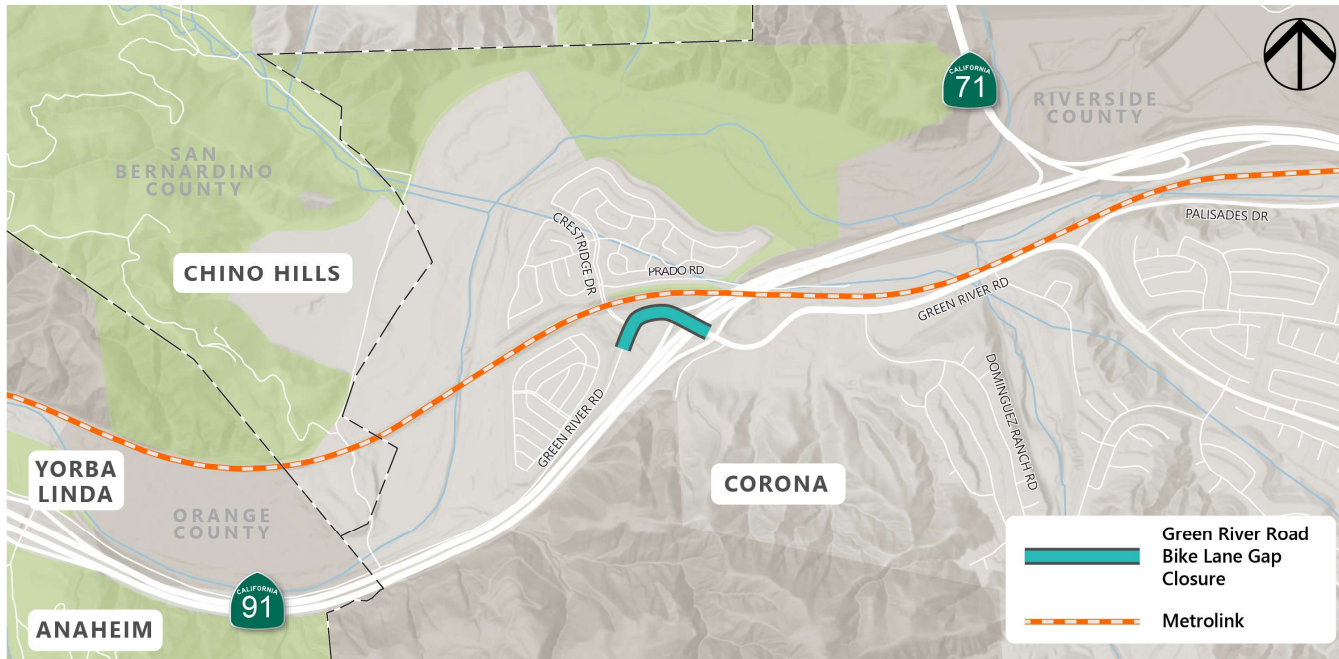 CALIFORNIA
71
RIVERSIDE
COUNTY
SAN
BERNARDINO
COUNTY
PALISADES DR
CRESTRIDGE DR
CHINO HILLS
PRADO RD
GREEN RIVER RD
DOMINGUEZ RANCH RD
GREEN RIVER RD
YORBA
LINDA
CORONA
ORANGE
COUNTY
CALIFORNIA
91
ANAHEIM
Green River Road
Bike Lane Gap
Closure
Metrolink